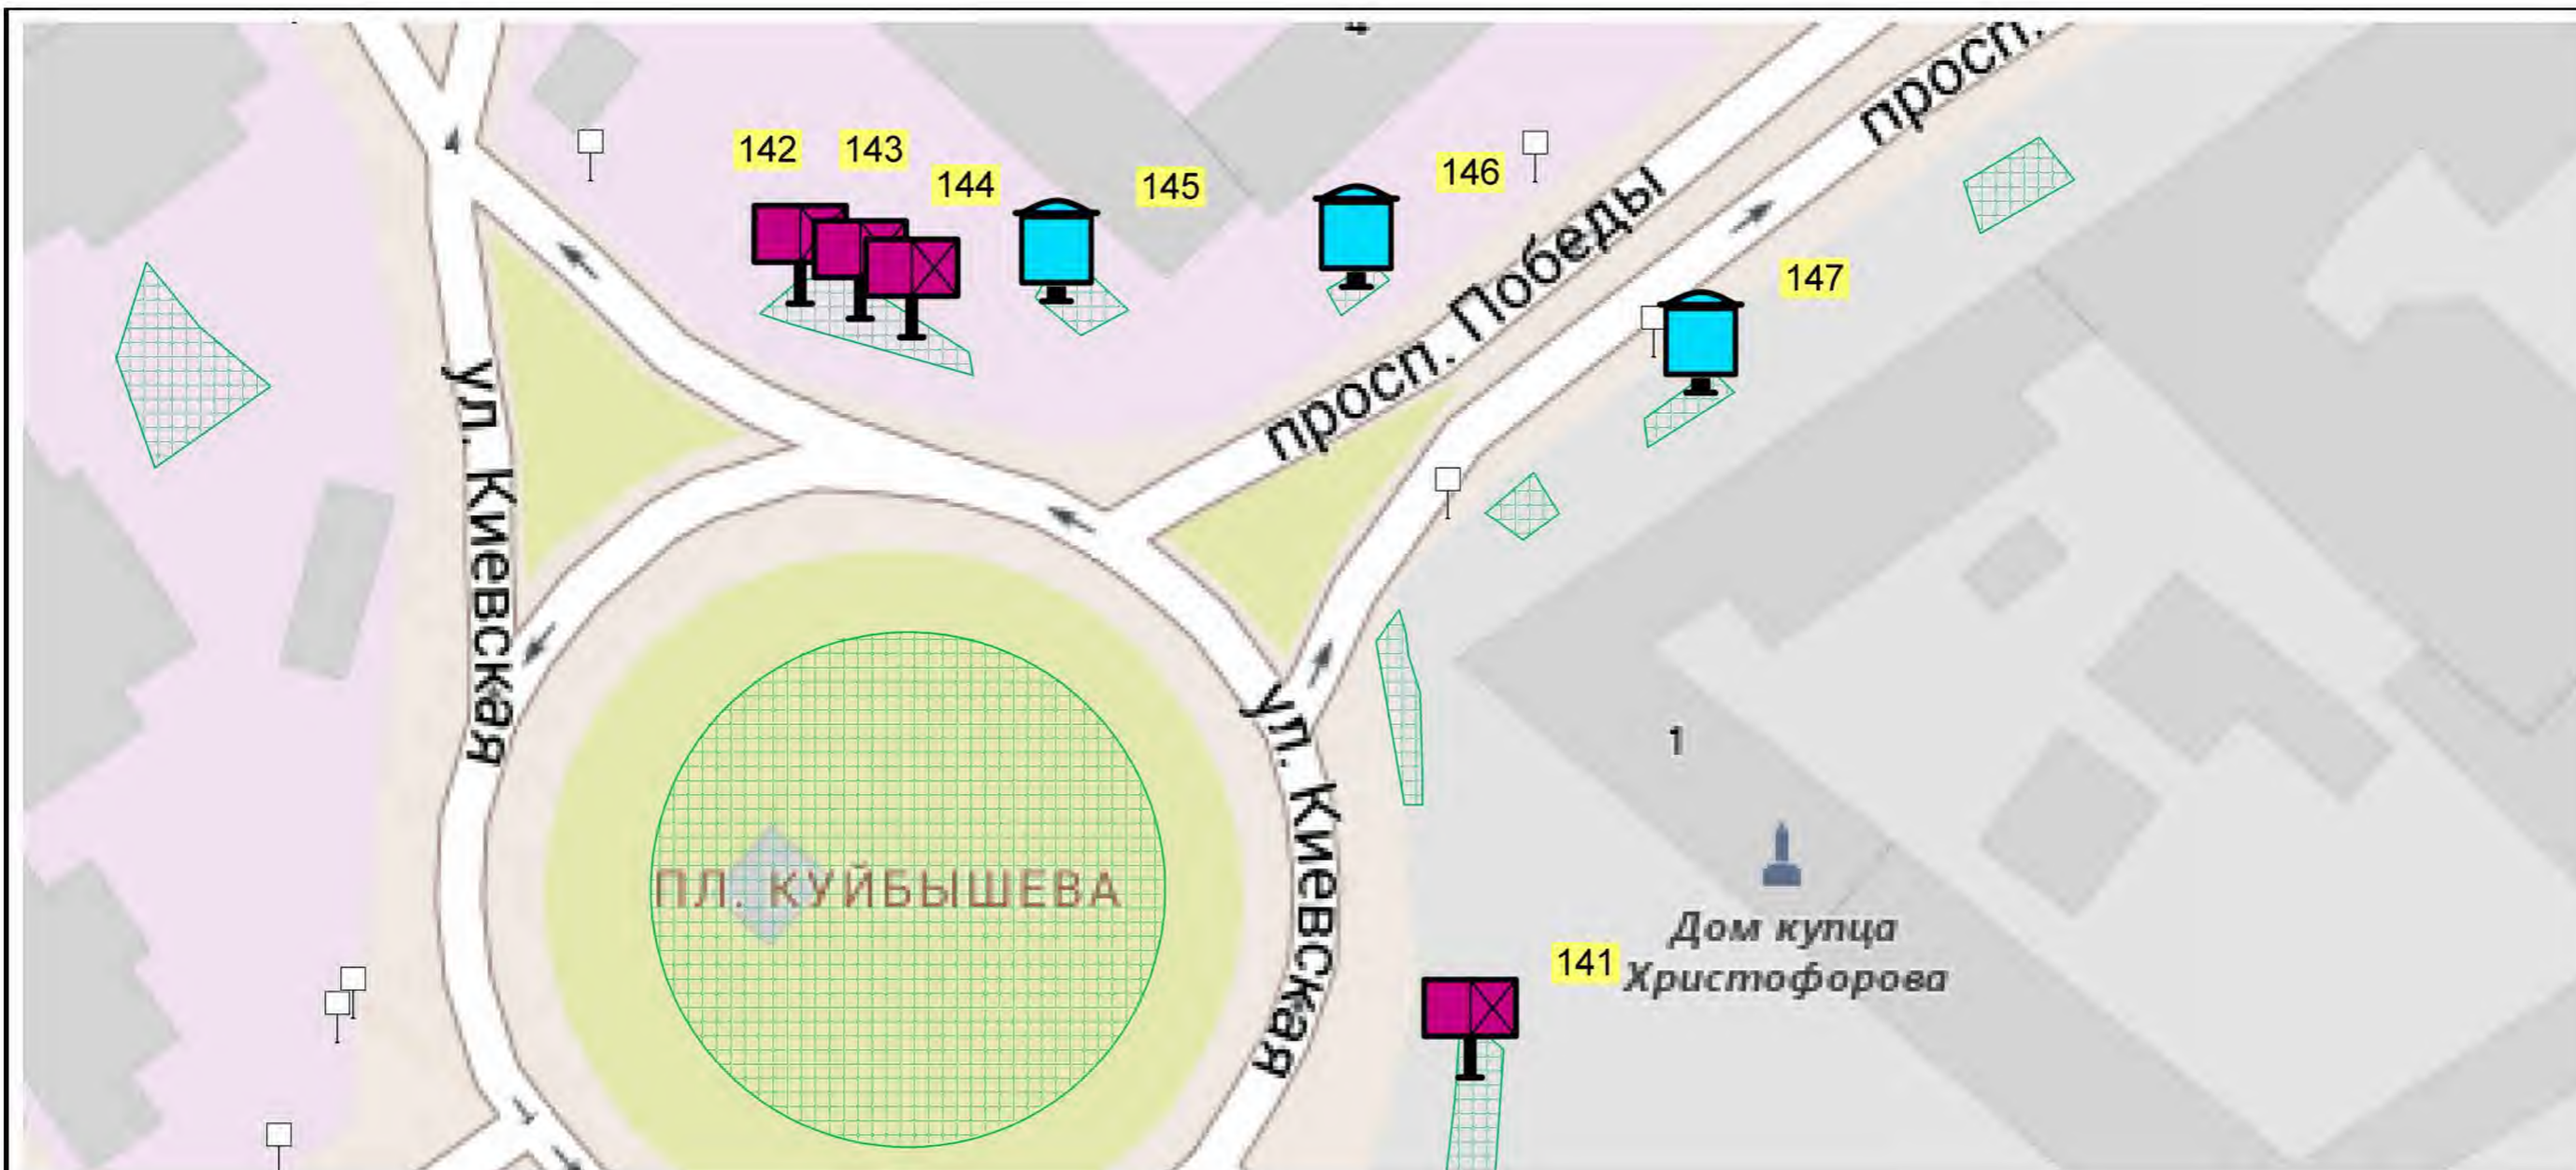 4
просп.
142
143
144
145
146
просп. Победы
147
ул. Киевская
ул. Киевская
1
ПЛ. КУЙБЫШЕВА
Дом купца
Христофорова
141